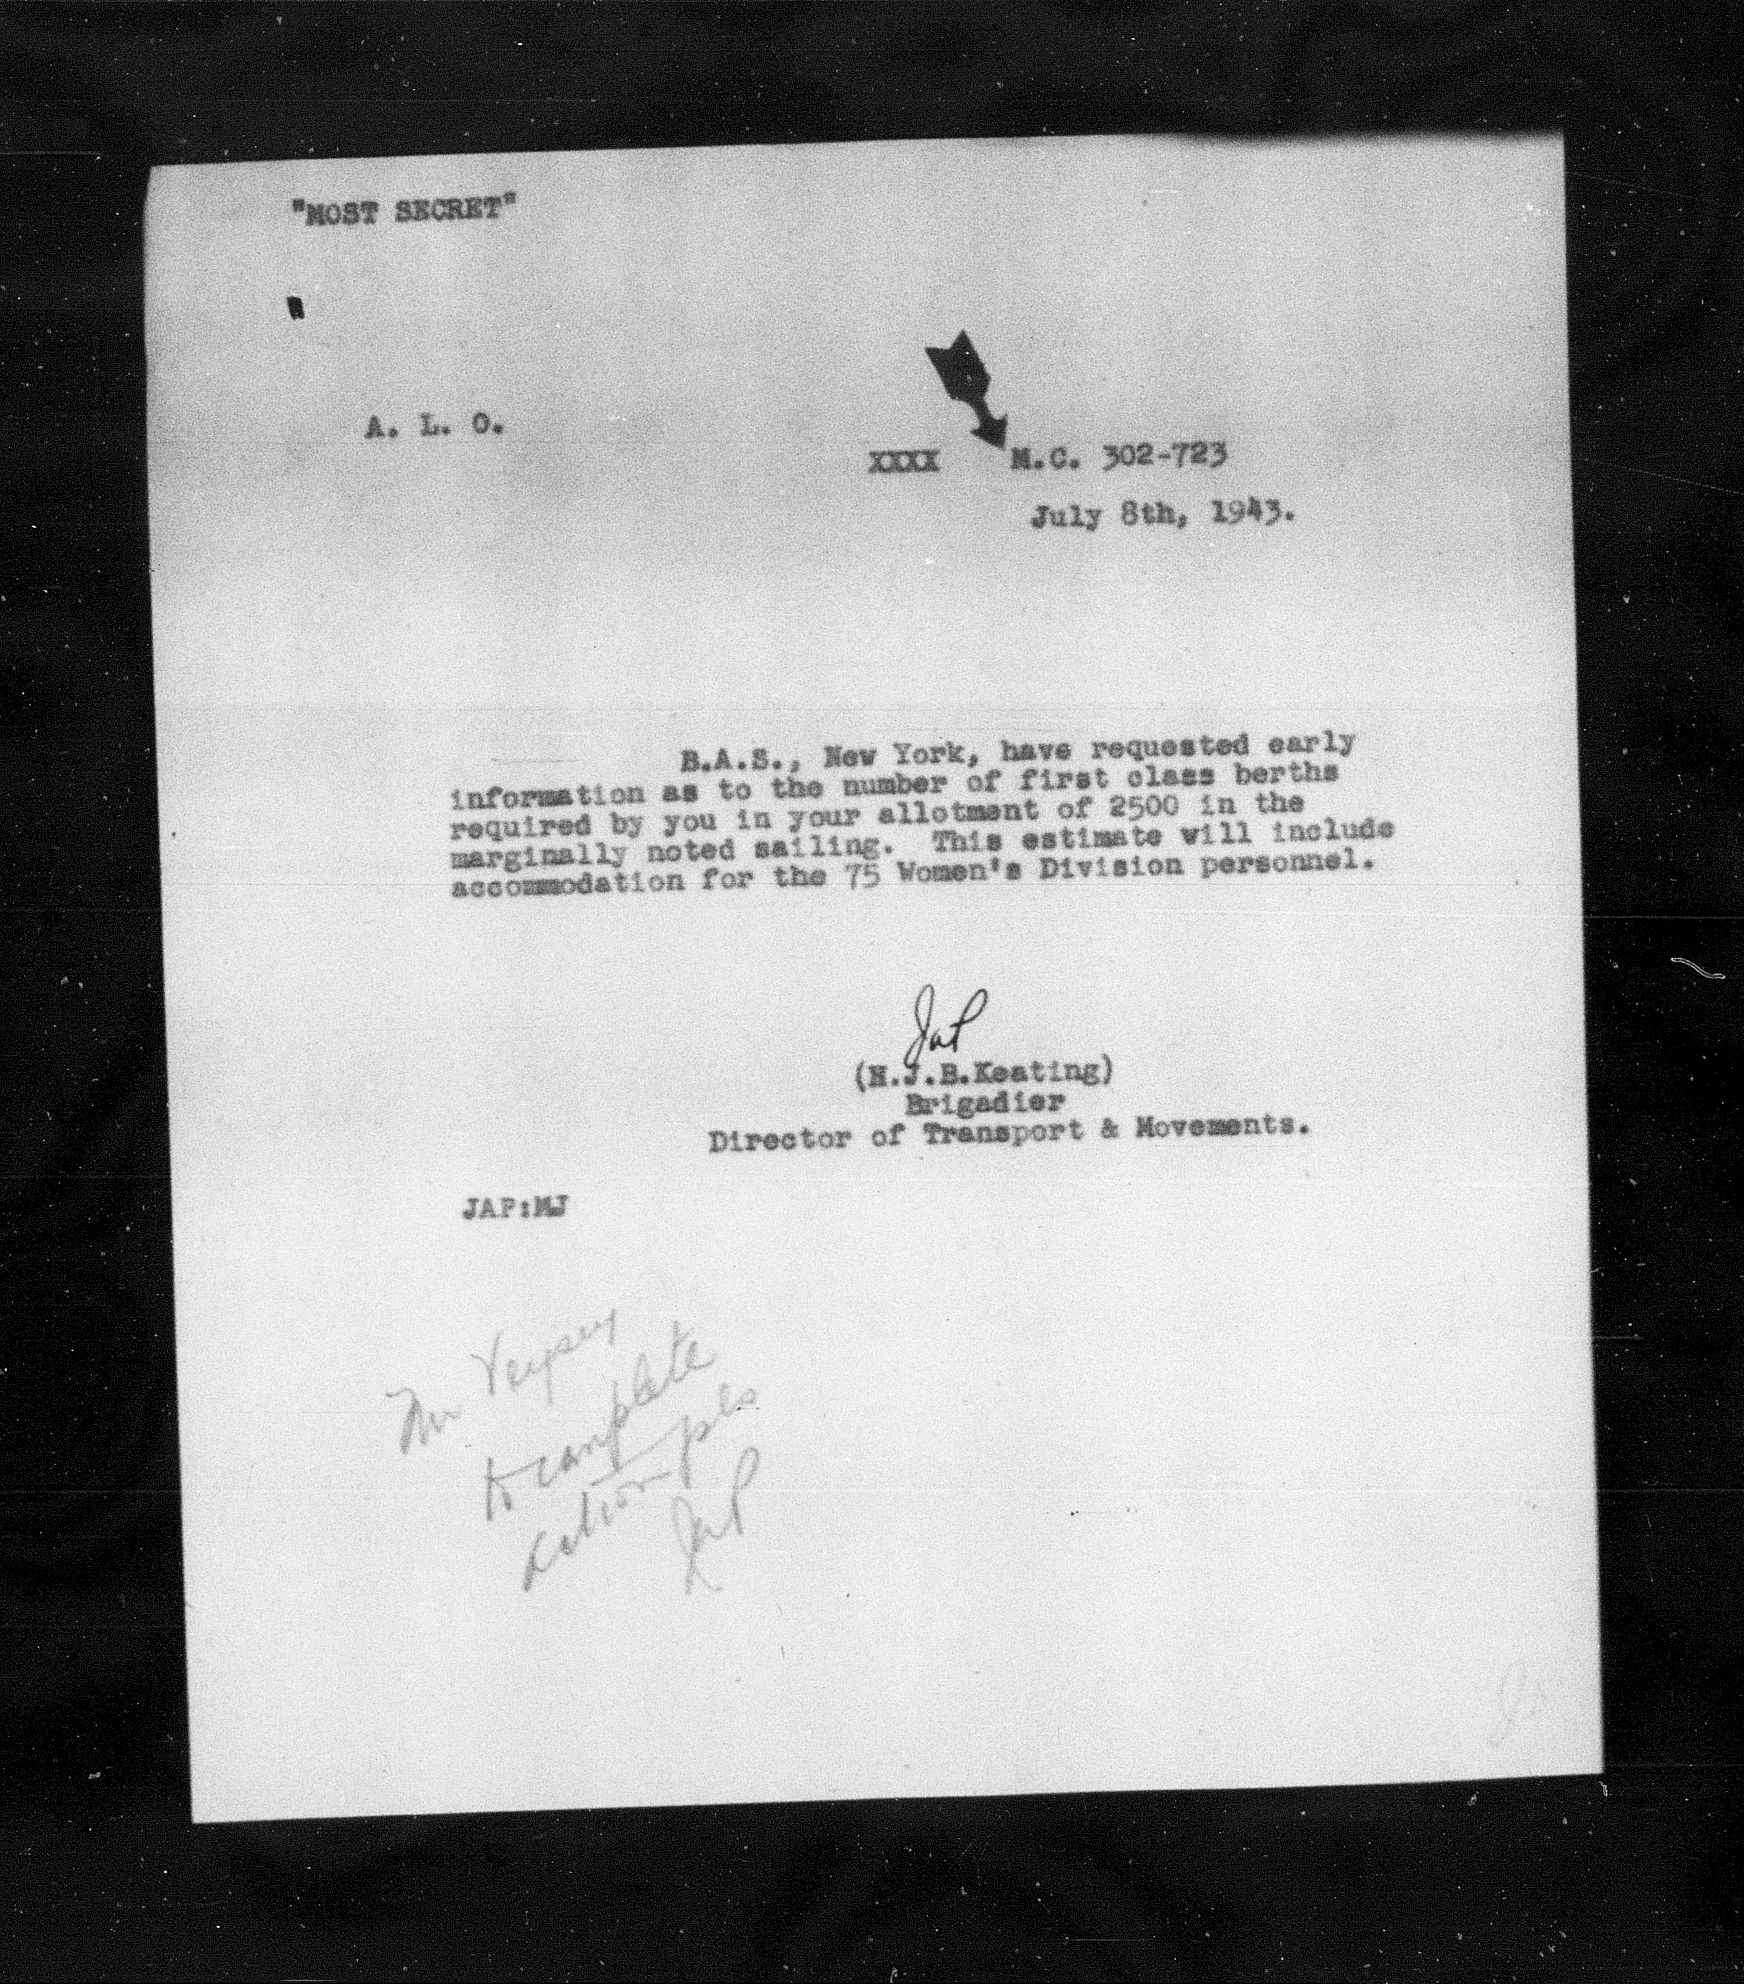 "MOST SECRET"
A. L. O.
XXXX M.C. 302-723
July 8th, 1943.
B.A.S., New York, have requested early
information as to the number of first class berths
required by you in your allotment of 2500 in the
marginally noted sailing. This estimate will include
accommodation for the 75 Women's Division personnel.
JaP
(H.J.B.Keating)
Brigadier
Director of Transport & Movements.
JAP:MJ
Mr
to complete
action pls
JaP